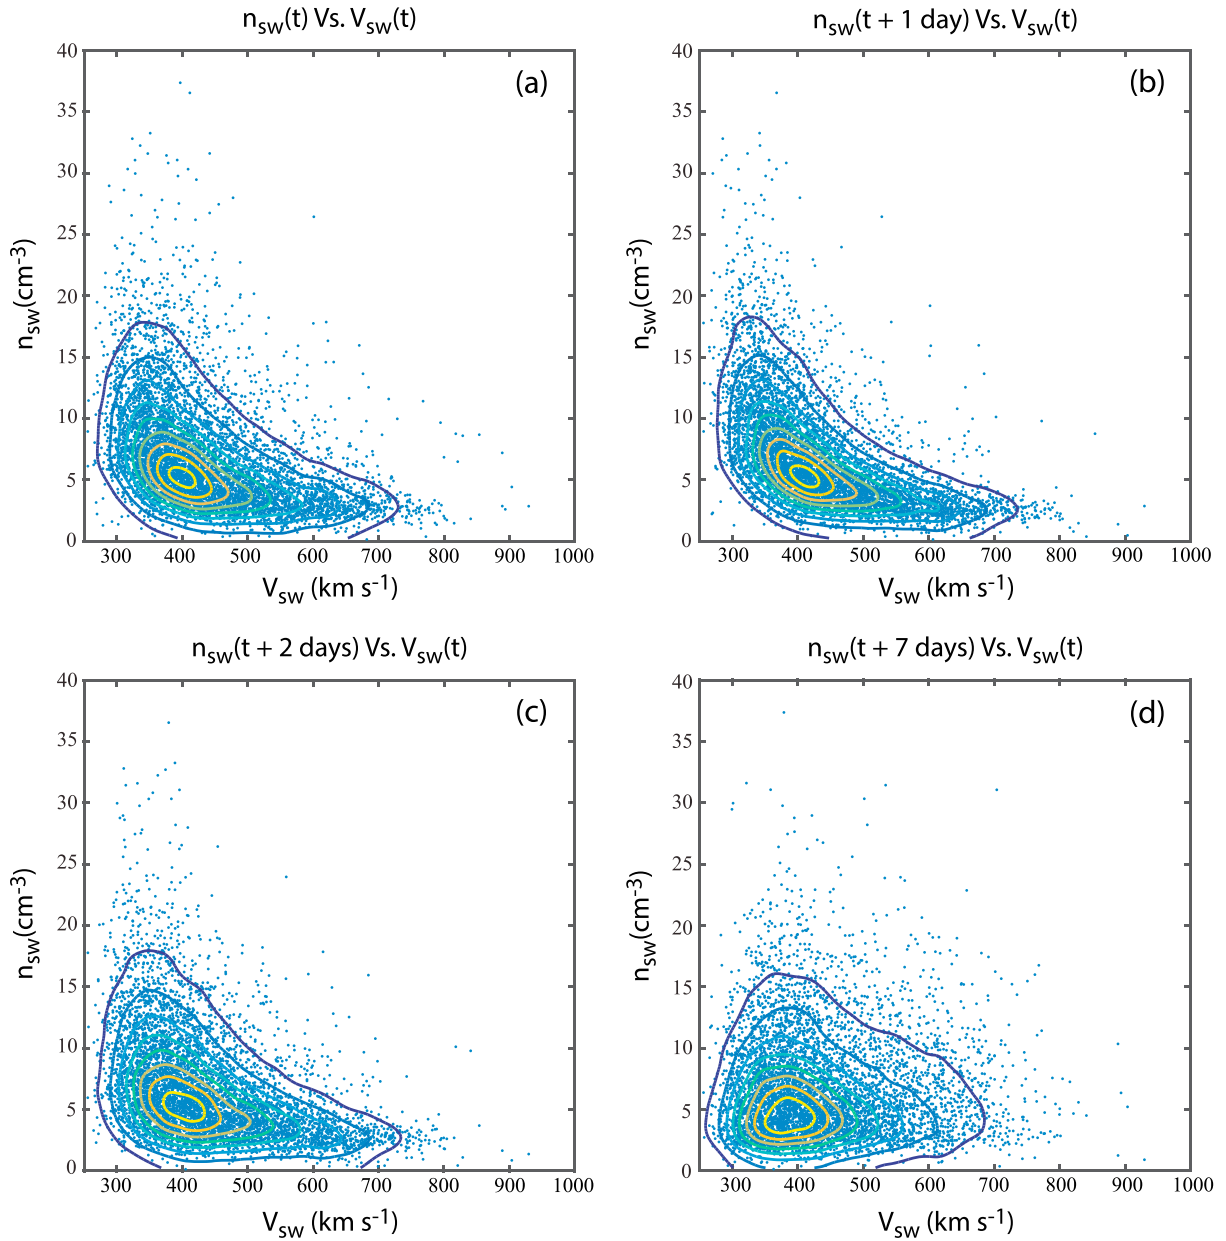 n_sw(t) Vs. V_sw(t)
(a)
40
35
30
25
20
15
10
5
0
n_sw(cm⁻³)
300 400 500 600 700 800 900 1000
V_sw (km s⁻¹)
n_sw(t + 1 day) Vs. V_sw(t)
(b)
40
35
30
25
20
15
10
5
0
n_sw(cm⁻³)
300 400 500 600 700 800 900 1000
V_sw (km s⁻¹)
n_sw(t + 2 days) Vs. V_sw(t)
(c)
40
35
30
25
20
15
10
5
0
n_sw(cm⁻³)
300 400 500 600 700 800 900 1000
V_sw (km s⁻¹)
n_sw(t + 7 days) Vs. V_sw(t)
(d)
40
35
30
25
20
15
10
5
0
n_sw(cm⁻³)
300 400 500 600 700 800 900 1000
V_sw (km s⁻¹)